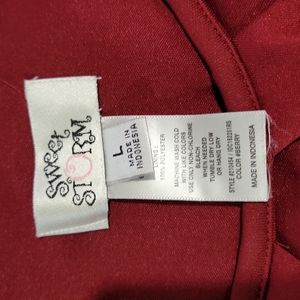 SWEET
STORM
L
MADE IN
INDONESIA
100% POLYESTER
MACHINE WASH COLD
WITH LIKE COLORS
USE ONLY NON-CHLORINE
BLEACH
WHEN NEEDED
TUMBLE DRY LOW
OR HANG DRY
COLOR #BERRY
MADE IN INDONESIA